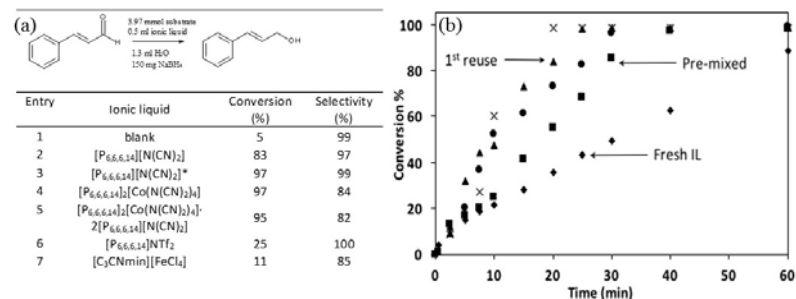 (a)
O
H
3.97 mmol substrate
0.5 ml ionic liquid
1.3 ml H₂O
150 mg NaBH₄
OH
Entry Ionic liquid Conversion (%) Selectivity (%)
1 blank 5 99
2 [P₆,₆,₆,₁₄][N(CN)₂] 83 97
3 [P₆,₆,₆,₁₄][N(CN)₂]* 97 99
4 [P₆,₆,₆,₁₄]₂[Co(N(CN)₂)₄] 97 84
5 [P₆,₆,₆,₁₄]₂[Co(N(CN)₂)₄]· 95 82
2[P₆,₆,₆,₁₄][N(CN)₂]
6 [P₆,₆,₆,₁₄]NTf₂ 25 100
7 [C₃CNmin][FeCl₄] 11 85
(b)
Conversion %
100
80
60
40
20
0
1st reuse
Pre-mixed
Fresh IL
0 10 20 30 40 50 60
Time (min)